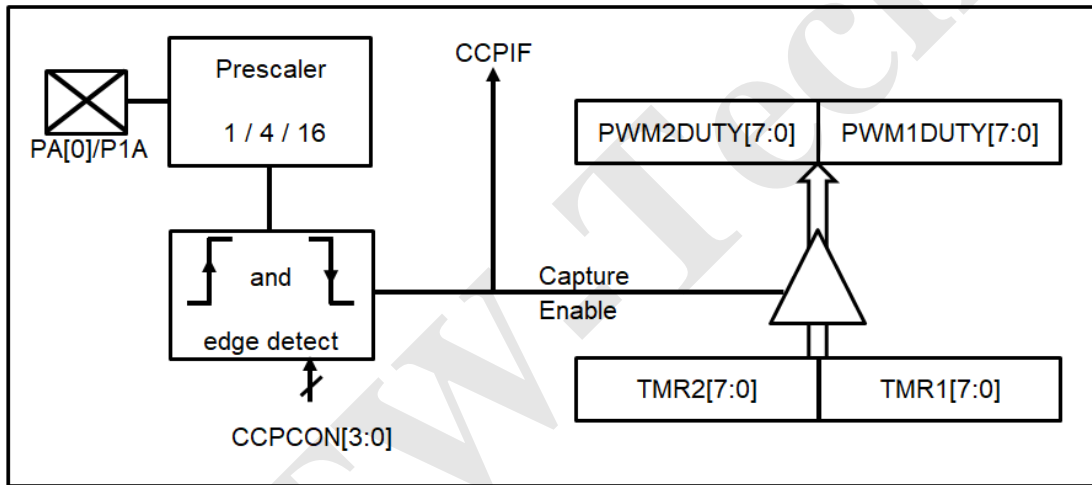 Prescaler
1 / 4 / 16
PA[0]/P1A
CCPIF
PWM2DUTY[7:0]
PWM1DUTY[7:0]
and
edge detect
Capture
Enable
TMR2[7:0]
TMR1[7:0]
CCPCON[3:0]